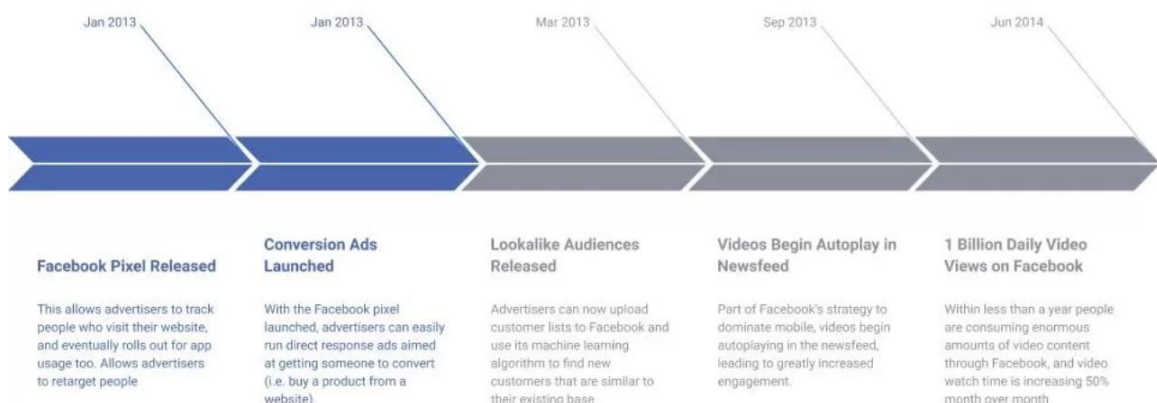 Jan 2013
Jan 2013
Mar 2013
Sep 2013
Jun 2014
Facebook Pixel Released
This allows advertisers to track
people who visit their website,
and eventually rolls out for app
usage too. Allows advertisers
to retarget people
Conversion Ads
Launched
With the Facebook pixel
launched, advertisers can easily
run direct response ads aimed
at getting someone to convert
(i.e. buy a product from a
website)
Lookalike Audiences
Released
Advertisers can now upload
customer lists to Facebook and
use its machine learning
algorithm to find new
customers that are similar to
their existing base
Videos Begin Autoplay in
Newsfeed
Part of Facebook's strategy to
dominate mobile, videos begin
autoplaying in the newsfeed,
leading to greatly increased
engagement.
1 Billion Daily Video
Views on Facebook
Within less than a year people
are consuming enormous
amounts of video content
through Facebook, and video
watch time is increasing 50%
month over month